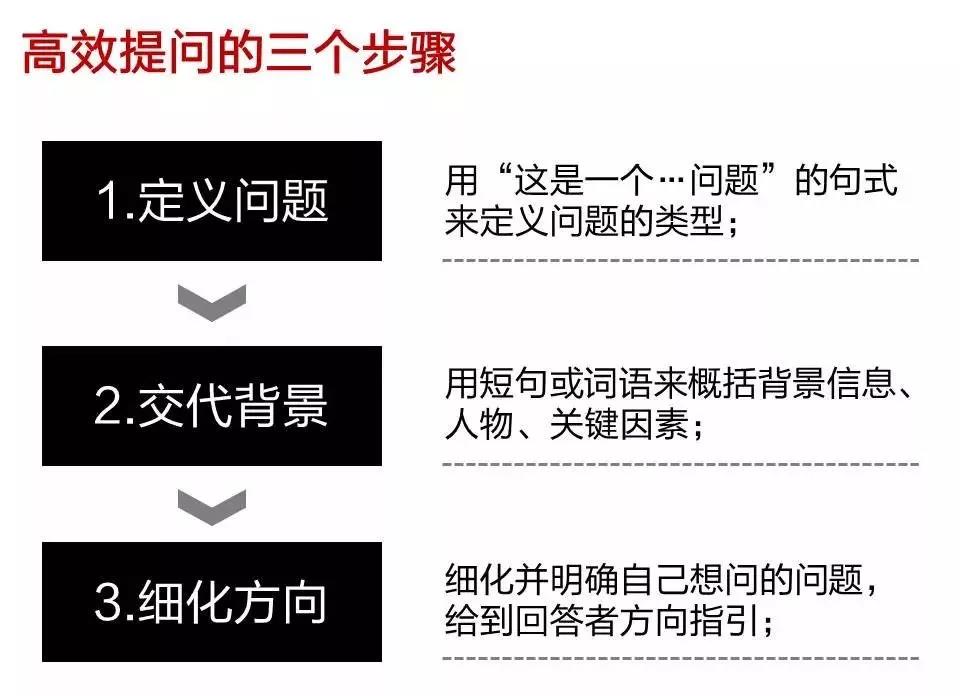 高效提问的三个步骤
1.定义问题
用“这是一个…问题”的句式
来定义问题的类型；
2.交代背景
用短句或词语来概括背景信息、
人物、关键因素；
3.细化方向
细化并明确自己想问的问题，
给到回答者方向指引；